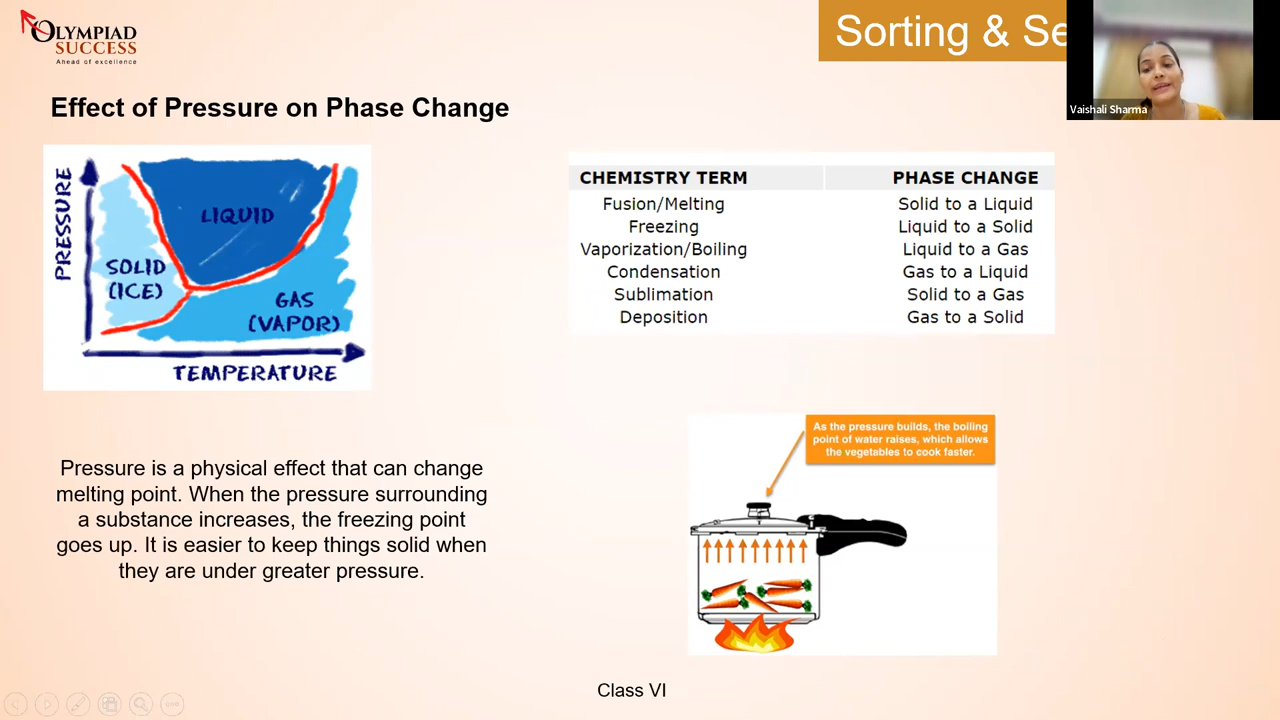 OLYMPIAD
SUCCESS
Ahead of excellence
Sorting & Se
Vaishali Sharma
Effect of Pressure on Phase Change
PRESSURE
LIQUID
SOLID
(ICE)
GAS
(VAPOR)
TEMPERATURE
CHEMISTRY TERM PHASE CHANGE
Fusion/Melting Solid to a Liquid
Freezing Liquid to a Solid
Vaporization/Boiling Liquid to a Gas
Condensation Gas to a Liquid
Sublimation Solid to a Gas
Deposition Gas to a Solid
As the pressure builds, the boiling
point of water raises, which allows
the vegetables to cook faster.
Pressure is a physical effect that can change
melting point. When the pressure surrounding
a substance increases, the freezing point
goes up. It is easier to keep things solid when
they are under greater pressure.
Class VI